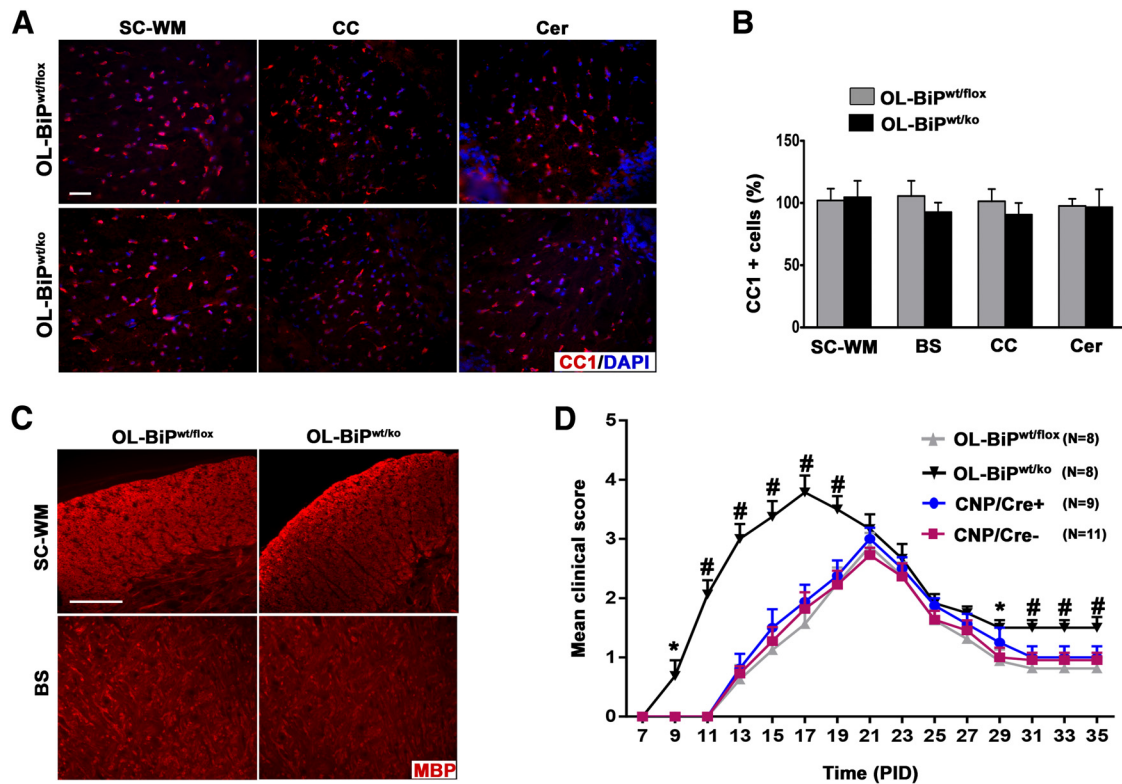 A
SC-WM CC Cer
OL-BiPwt/flox
OL-BiPwt/ko
CC1/DAPI
B
OL-BiPwt/flox
OL-BiPwt/ko
CC1 + cells (%)
150
100
50
0
SC-WM BS CC Cer
C
OL-BiPwt/flox OL-BiPwt/ko
SC-WM
BS
MBP
D
OL-BiPwt/flox (N=8)
OL-BiPwt/ko (N=8)
CNP/Cre+ (N=9)
CNP/Cre- (N=11)
Mean clinical score
5
4
3
2
1
0
* # # # # # * # # #
7 9 11 13 15 17 19 21 23 25 27 29 31 33 35
Time (PID)